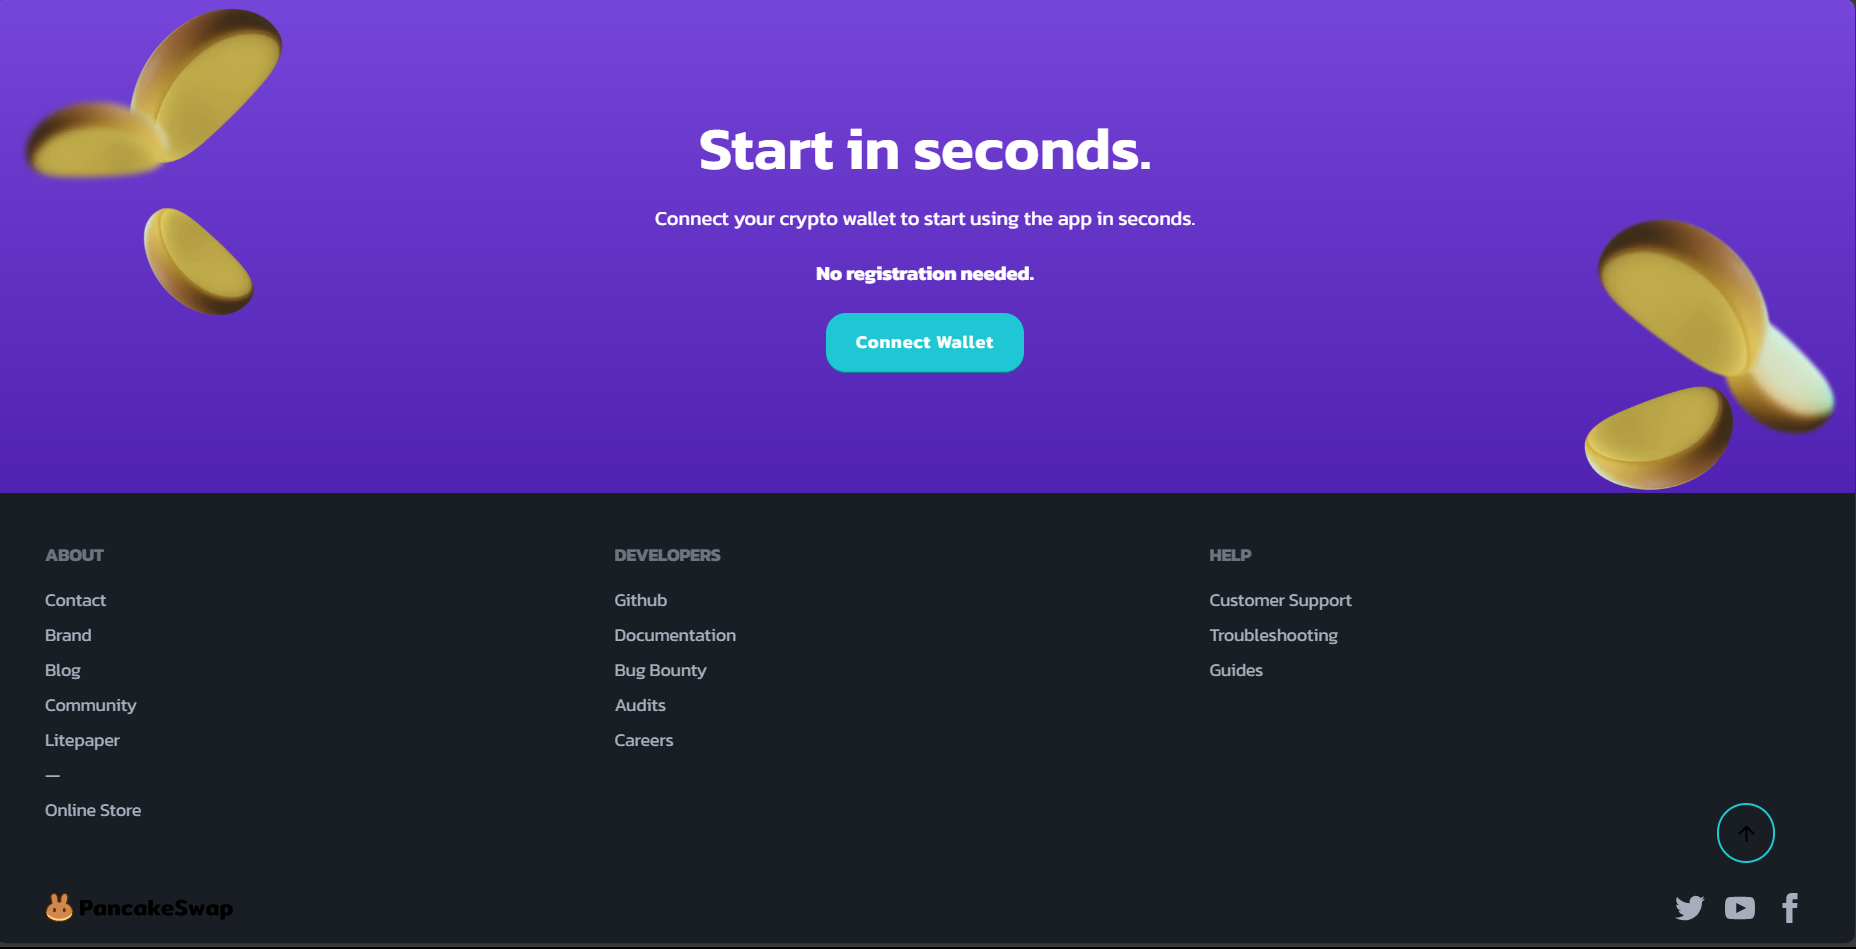 Start in seconds.
Connect your crypto wallet to start using the app in seconds.
No registration needed.
Connect Wallet
ABOUT
Contact
Brand
Blog
Community
Litepaper
—
Online Store
DEVELOPERS
Github
Documentation
Bug Bounty
Audits
Careers
HELP
Customer Support
Troubleshooting
Guides
PancakeSwap